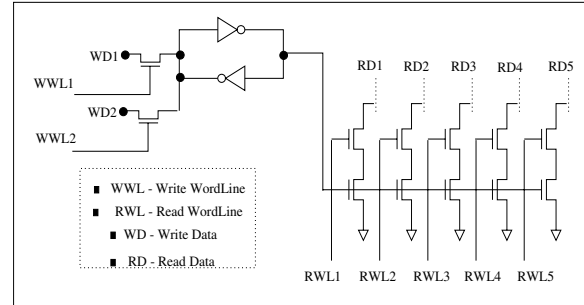 RD1 RD2 RD3 RD4 RD5
WD1
WWL1
WD2
WWL2
WWL - Write WordLine
RWL - Read WordLine
WD - Write Data
RD - Read Data
RWL1 RWL2 RWL3 RWL4 RWL5